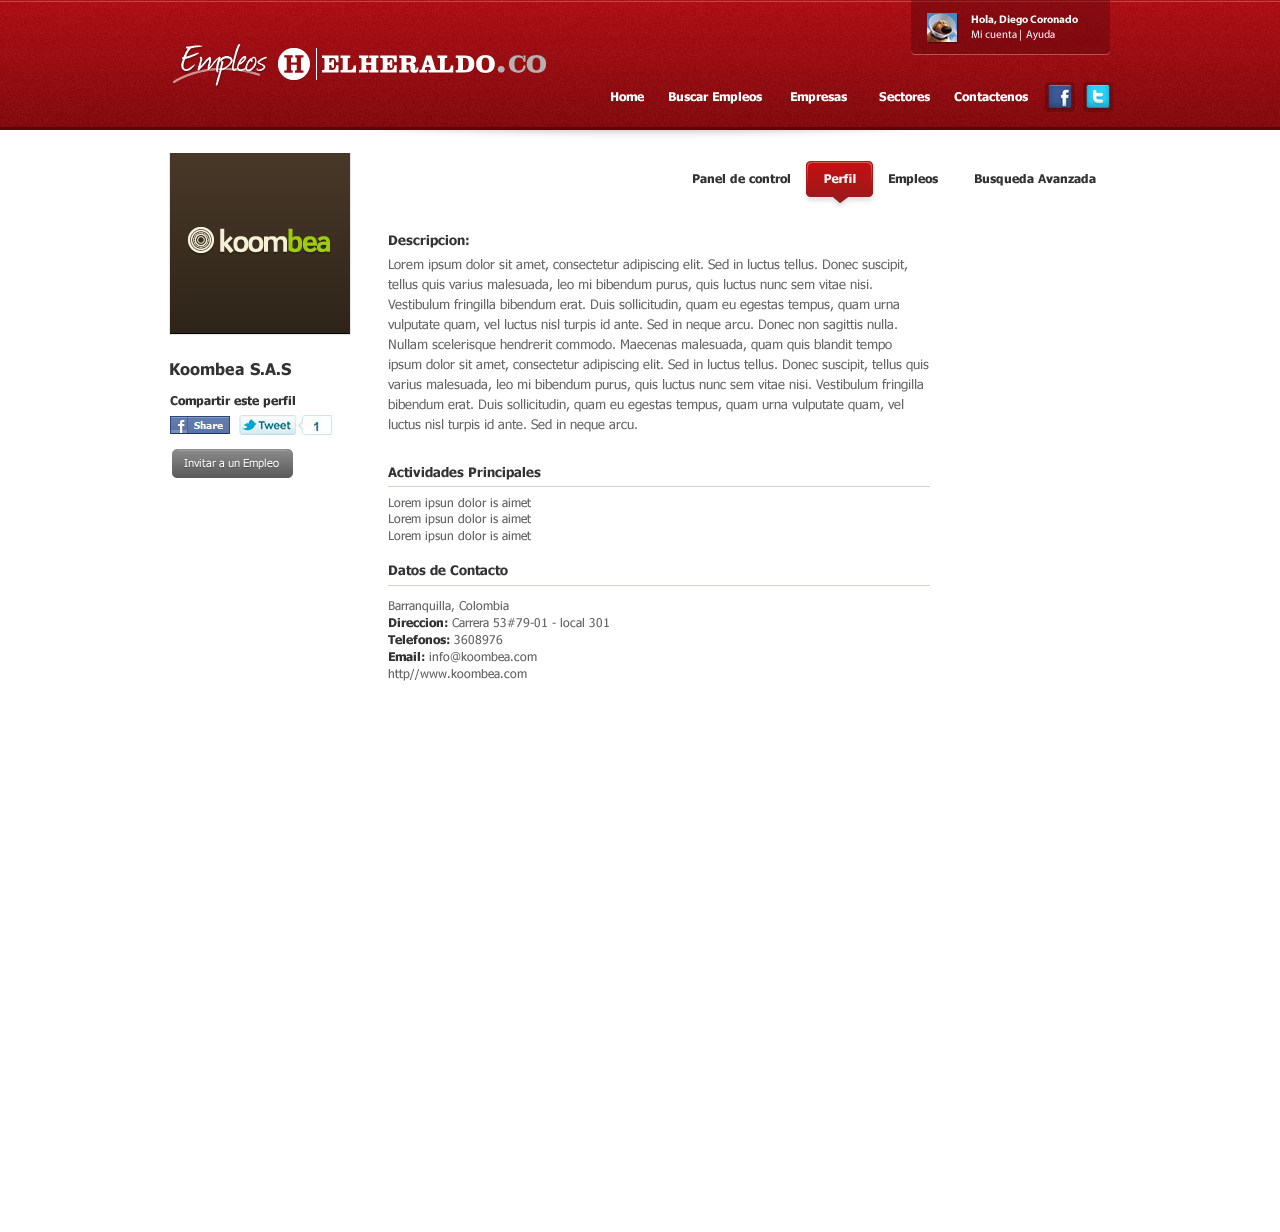 Hola, Diego Coronado
Mi cuenta | Ayuda
Empleos H ELHERALDO.CO
Home Buscar Empleos Empresas Sectores Contactenos f t
koombea
Panel de control Perfil Empleos Busqueda Avanzada
Descripcion:
Lorem ipsum dolor sit amet, consectetur adipiscing elit. Sed in luctus tellus. Donec suscipit,
tellus quis varius malesuada, leo mi bibendum purus, quis luctus nunc sem vitae nisi.
Vestibulum fringilla bibendum erat. Duis sollicitudin, quam eu egestas tempus, quam urna
vulputate quam, vel luctus nisl turpis id ante. Sed in neque arcu. Donec non sagittis nulla.
Nullam scelerisque hendrerit commodo. Maecenas malesuada, quam quis blandit tempo
ipsum dolor sit amet, consectetur adipiscing elit. Sed in luctus tellus. Donec suscipit, tellus quis
varius malesuada, leo mi bibendum purus, quis luctus nunc sem vitae nisi. Vestibulum fringilla
bibendum erat. Duis sollicitudin, quam eu egestas tempus, quam urna vulputate quam, vel
luctus nisl turpis id ante. Sed in neque arcu.
Koombea S.A.S
Compartir este perfil
f Share Tweet 1
Invitar a un Empleo
Actividades Principales
Lorem ipsun dolor is aimet
Lorem ipsun dolor is aimet
Lorem ipsun dolor is aimet
Datos de Contacto
Barranquilla, Colombia
Direccion: Carrera 53#79-01 - local 301
Telefonos: 3608976
Email: info@koombea.com
http//www.koombea.com